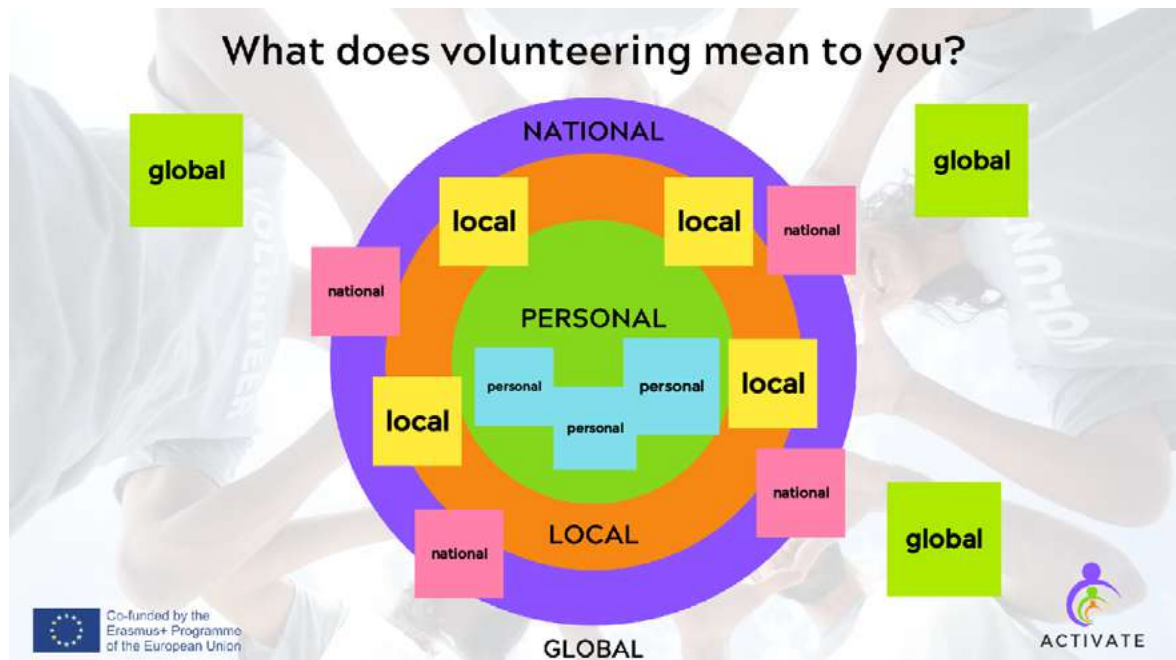 What does volunteering mean to you?
NATIONAL
global
global
local
local
national
national
PERSONAL
personal
personal
personal
local
local
national
national
LOCAL
global
GLOBAL
Co-funded by the
Erasmus+ Programme
of the European Union
ACTIVATE
VOLUNTEER